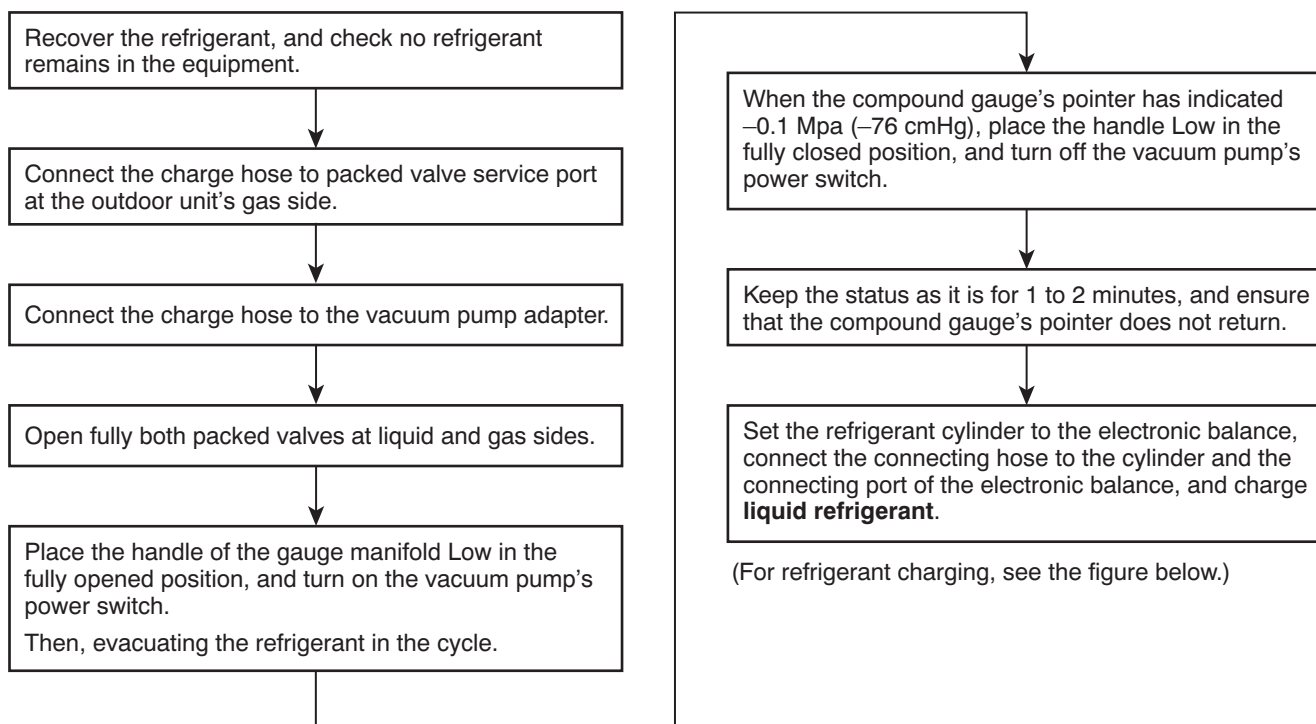 Recover the refrigerant, and check no refrigerant
remains in the equipment.
Connect the charge hose to packed valve service port
at the outdoor unit's gas side.
Connect the charge hose to the vacuum pump adapter.
Open fully both packed valves at liquid and gas sides.
Place the handle of the gauge manifold Low in the
fully opened position, and turn on the vacuum pump's
power switch.
Then, evacuating the refrigerant in the cycle.
When the compound gauge's pointer has indicated
–0.1 Mpa (–76 cmHg), place the handle Low in the
fully closed position, and turn off the vacuum pump's
power switch.
Keep the status as it is for 1 to 2 minutes, and ensure
that the compound gauge's pointer does not return.
Set the refrigerant cylinder to the electronic balance,
connect the connecting hose to the cylinder and the
connecting port of the electronic balance, and charge
liquid refrigerant.
(For refrigerant charging, see the figure below.)